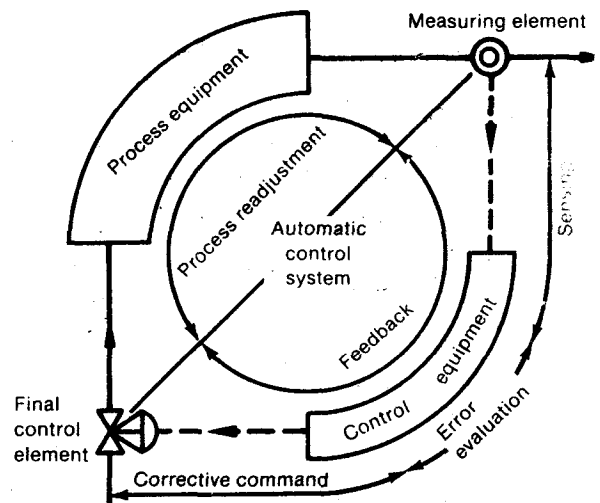 Measuring element
Process equipment
Process readjustment
Automatic
control
system
Sensing
Feedback
Control equipment
Error
evaluation
Final
control
element
Corrective command